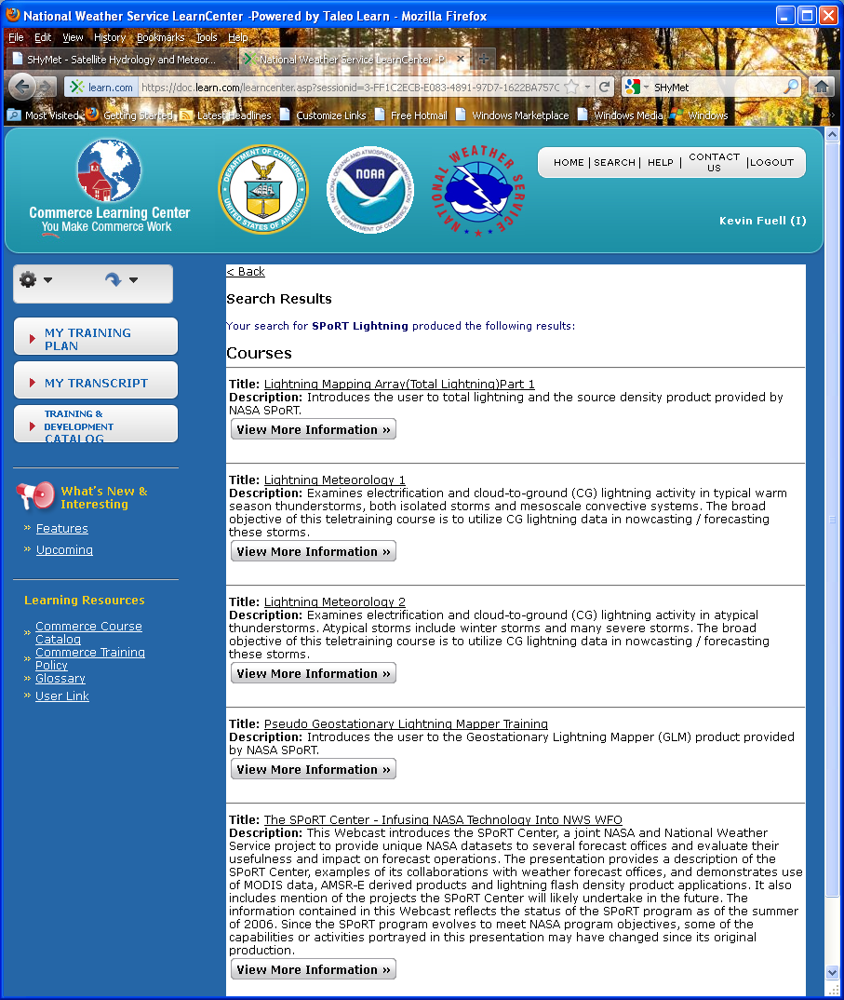 National Weather Service LearnCenter -Powered by Taleo Learn - Mozilla Firefox
File Edit View History Bookmarks Tools Help
SHyMet - Satellite Hydrology and Meteor...
National Weather Service LearnCenter -P...
learn.com https://doc.learn.com/learncenter.asp?sessionid=3-FF1C2ECB-E083-4891-97D7-1622BA757C
SHyMet
Most Visited Getting Started Latest Headlines Customize Links Free Hotmail Windows Marketplace Windows Media Windows
Commerce Learning Center
You Make Commerce Work
DEPARTMENT OF COMMERCE
UNITED STATES OF AMERICA
NATIONAL OCEANIC AND ATMOSPHERIC ADMINISTRATION
NOAA
U.S. DEPARTMENT OF COMMERCE
NATIONAL WEATHER SERVICE
HOME | SEARCH | HELP | CONTACT US | LOGOUT
Kevin Fuell (I)
MY TRAINING
PLAN
MY TRANSCRIPT
TRAINING &
DEVELOPMENT
CATALOG
What's New &
Interesting
» Features
» Upcoming
Learning Resources
» Commerce Course
Catalog
» Commerce Training
Policy
» Glossary
» User Link
< Back
Search Results
Your search for SPoRT Lightning produced the following results:
Courses
Title: Lightning Mapping Array(Total Lightning)Part 1
Description: Introduces the user to total lightning and the source density product provided by
NASA SPoRT.
View More Information »
Title: Lightning Meteorology 1
Description: Examines electrification and cloud-to-ground (CG) lightning activity in typical warm
season thunderstorms, both isolated storms and mesoscale convective systems. The broad
objective of this teletraining course is to utilize CG lightning data in nowcasting / forecasting
these storms.
View More Information »
Title: Lightning Meteorology 2
Description: Examines electrification and cloud-to-ground (CG) lightning activity in atypical
thunderstorms. Atypical storms include winter storms and many severe storms. The broad
objective of this teletraining course is to utilize CG lightning data in nowcasting / forecasting
these storms.
View More Information »
Title: Pseudo Geostationary Lightning Mapper Training
Description: Introduces the user to the Geostationary Lightning Mapper (GLM) product provided
by NASA SPoRT.
View More Information »
Title: The SPoRT Center - Infusing NASA Technology Into NWS WFO
Description: This Webcast introduces the SPoRT Center, a joint NASA and National Weather
Service project to provide unique NASA datasets to several forecast offices and evaluate their
usefulness and impact on forecast operations. The presentation provides a description of the
SPoRT Center, examples of its collaborations with weather forecast offices, and demonstrates use
of MODIS data, AMSR-E derived products and lightning flash density product applications. It also
includes mention of the projects the SPoRT Center will likely undertake in the future. The
information contained in this Webcast reflects the status of the SPoRT program as of the summer
of 2006. Since the SPoRT program evolves to meet NASA program objectives, some of the
capabilities or activities portrayed in this presentation may have changed since its original
production.
View More Information »